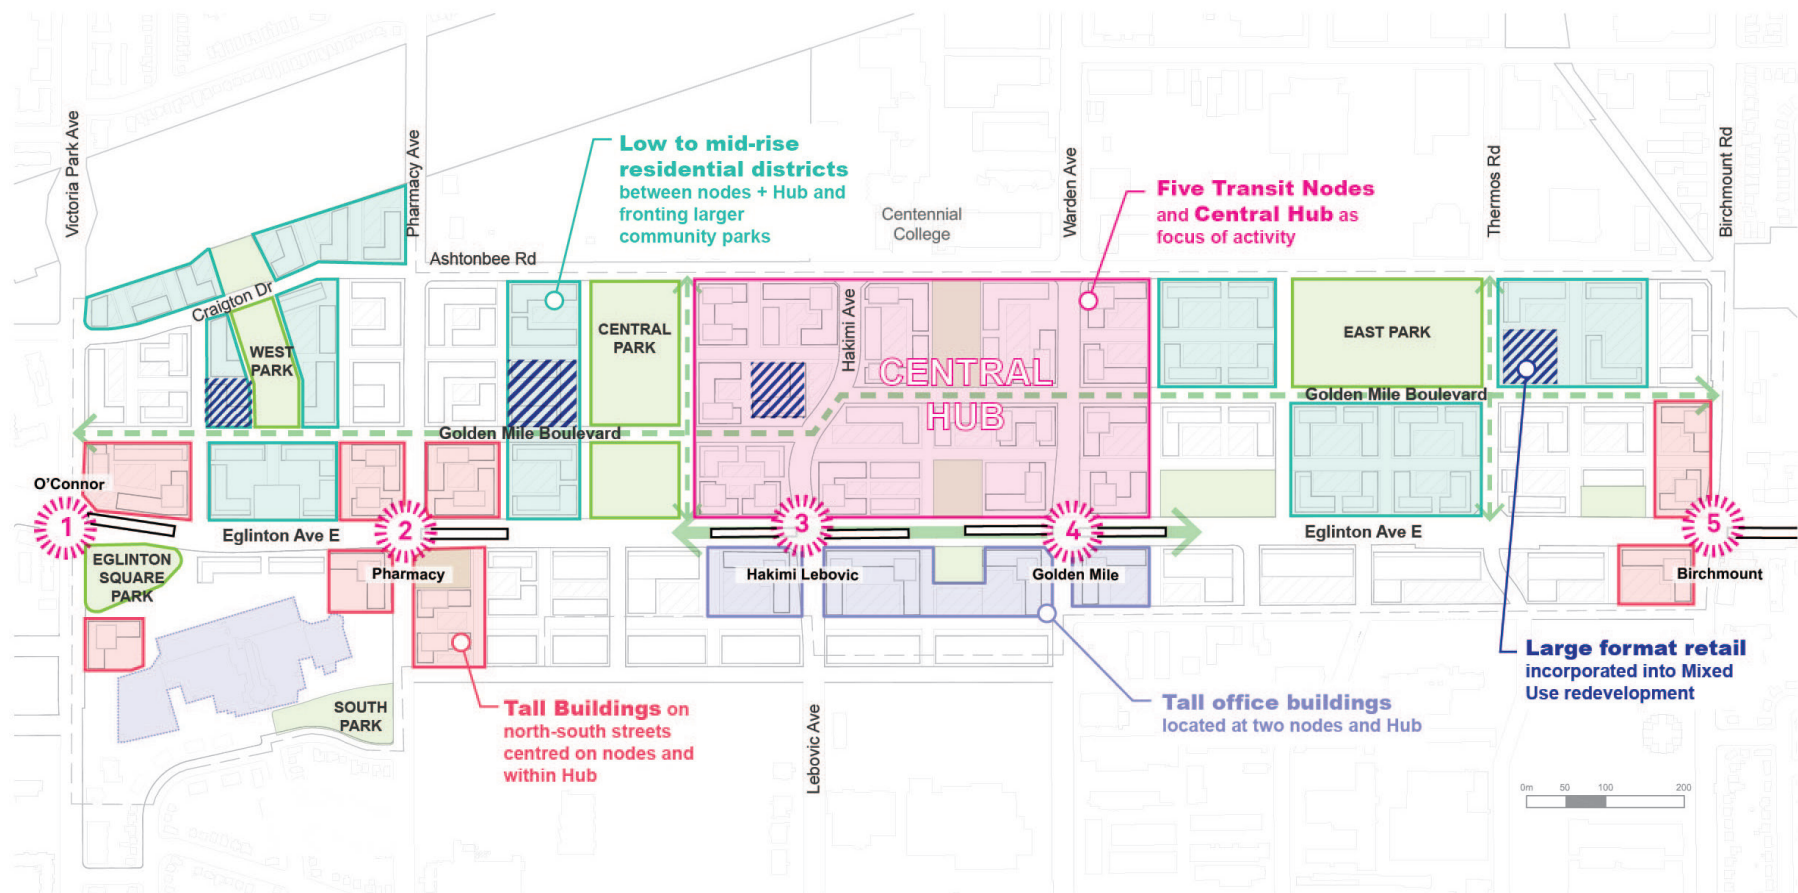 Victoria Park Ave
Pharmacy Ave
Low to mid-rise
residential districts
between nodes + Hub and
fronting larger
community parks
Centennial
College
Warden Ave
Five Transit Nodes
and Central Hub as
focus of activity
Thermos Rd
Birchmount Rd
Ashtonbee Rd
Craigton Dr
WEST
PARK
CENTRAL
PARK
Hakimi Ave
CENTRAL
HUB
EAST PARK
Golden Mile Boulevard
Golden Mile Boulevard
O'Connor
1
2
3
4
5
Eglinton Ave E
Eglinton Ave E
EGLINTON
SQUARE
PARK
Pharmacy
Hakimi Lebovic
Golden Mile
Birchmount
SOUTH
PARK
Tall Buildings on
north-south streets
centred on nodes and
within Hub
Lebovic Ave
Tall office buildings
located at two nodes and Hub
Large format retail
incorporated into Mixed
Use redevelopment
0m 50 100 200